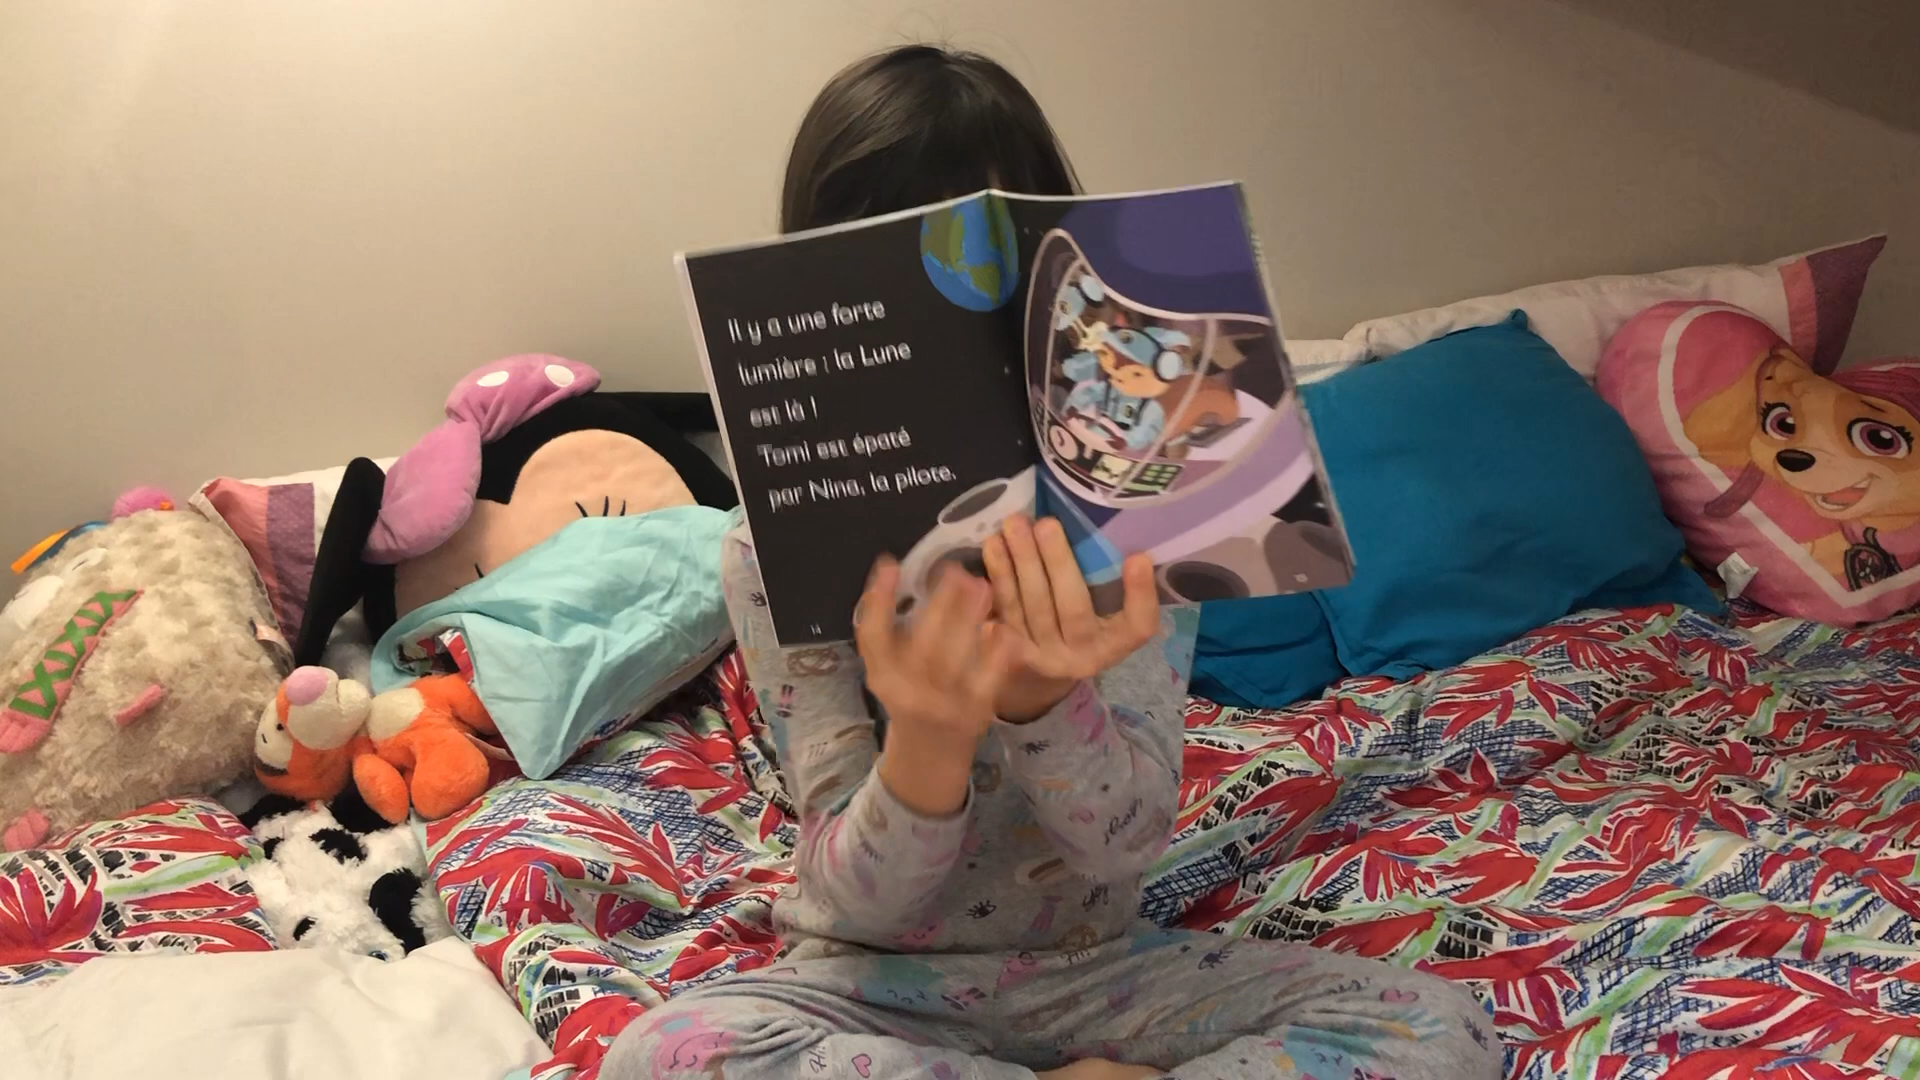 Il y a une forte
lumière : la Lune
est là !
Tomi est épaté
par Nina, la pilote.
14